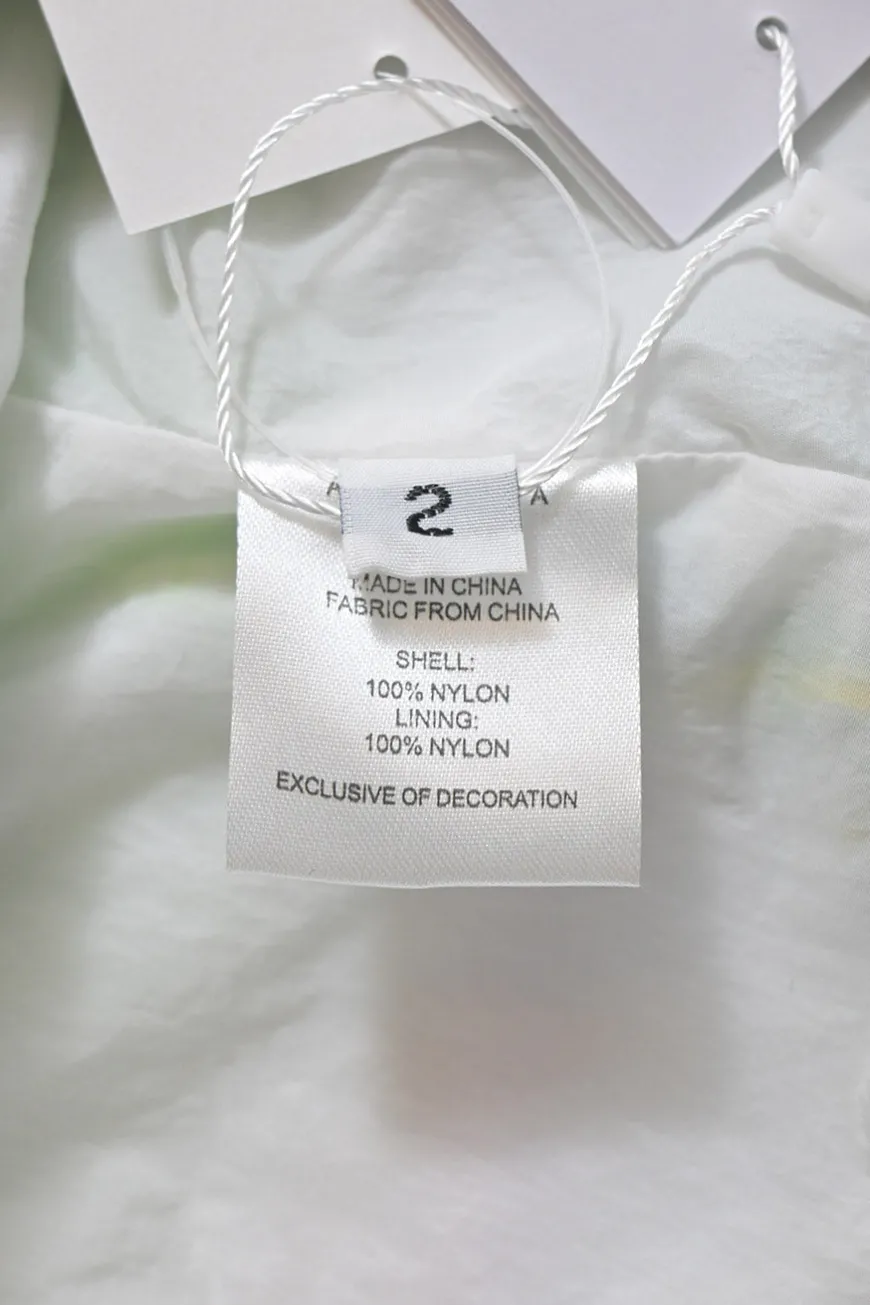 2
MADE IN CHINA
FABRIC FROM CHINA
SHELL:
100% NYLON
LINING:
100% NYLON
EXCLUSIVE OF DECORATION